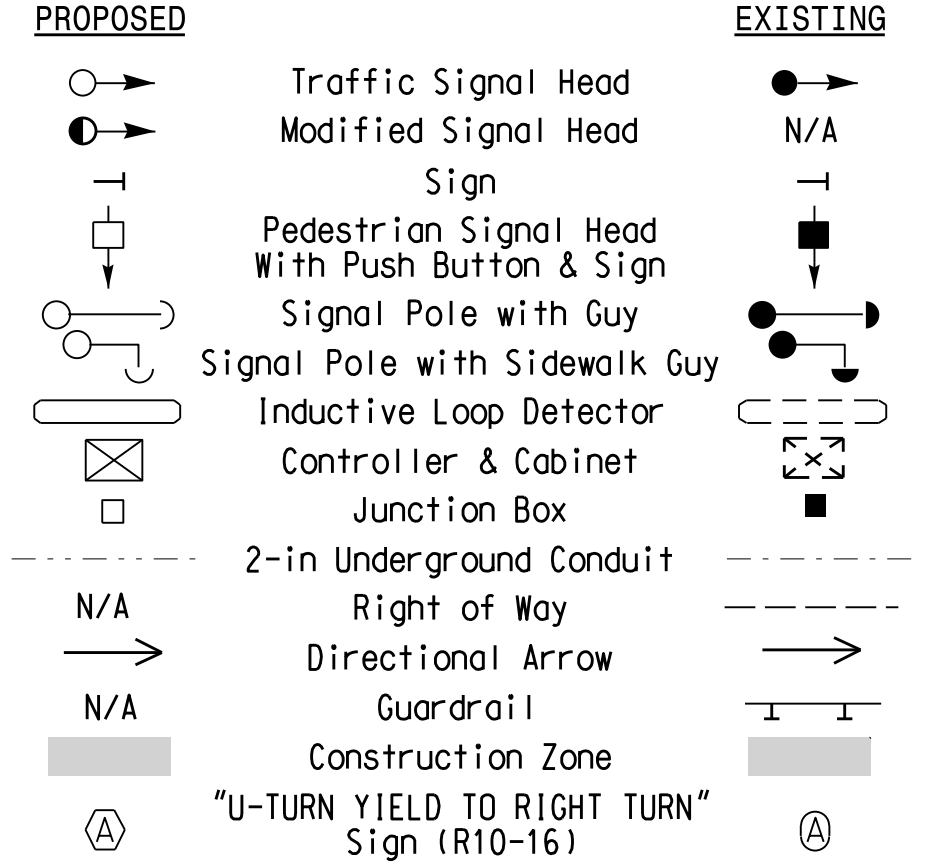 PROPOSED EXISTING
Traffic Signal Head
Modified Signal Head N/A
Sign
Pedestrian Signal Head
With Push Button & Sign
Signal Pole with Guy
Signal Pole with Sidewalk Guy
Inductive Loop Detector
Controller & Cabinet
Junction Box
2-in Underground Conduit
N/A Right of Way
Directional Arrow
N/A Guardrail
Construction Zone
"U-TURN YIELD TO RIGHT TURN"
A Sign (R10-16) A